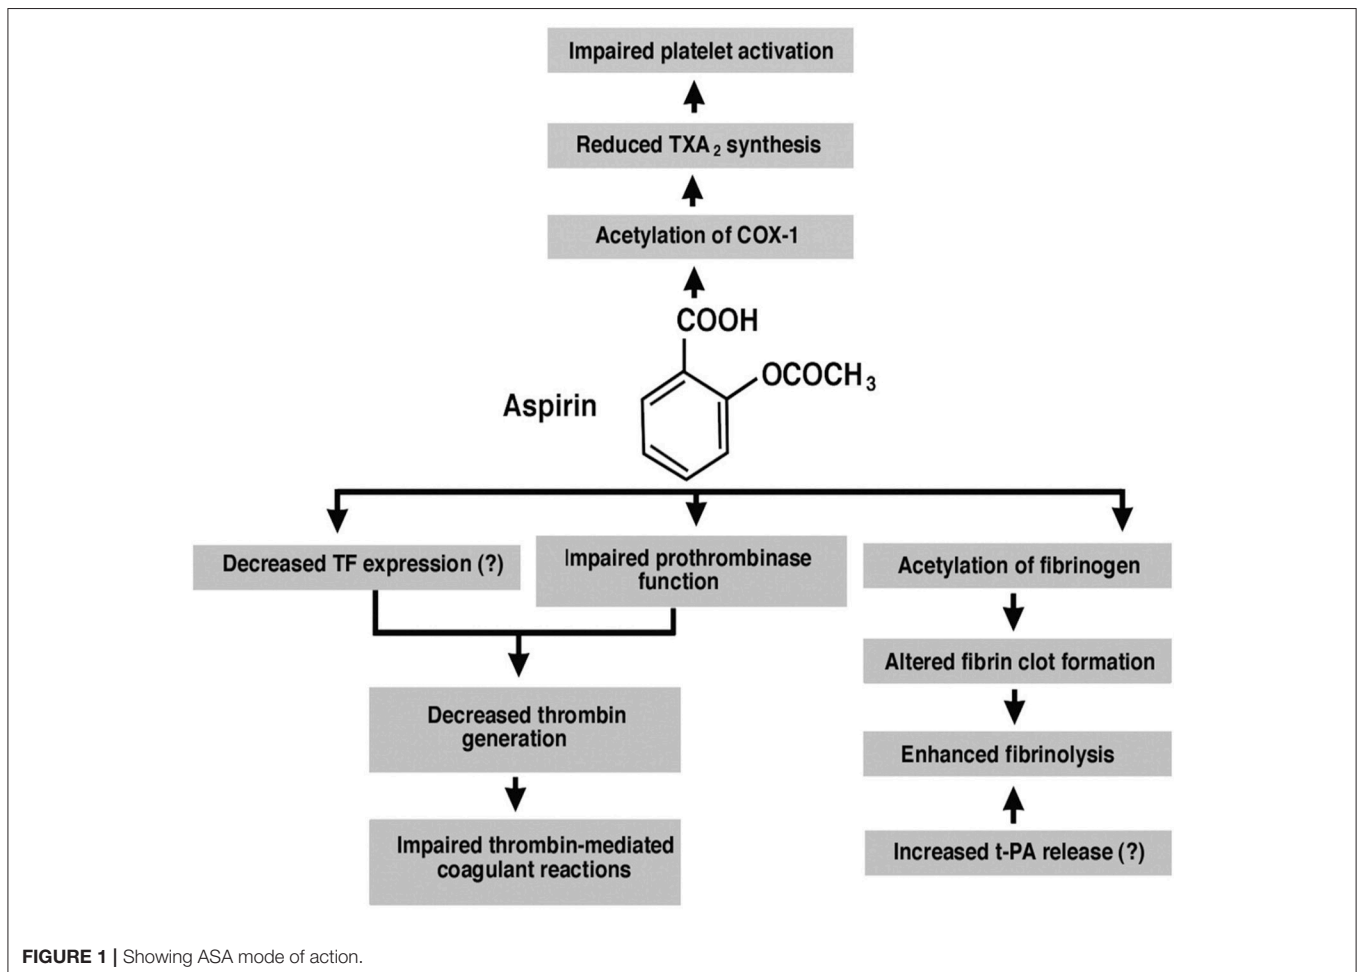 Impaired platelet activation
Reduced TXA2 synthesis
Acetylation of COX-1
COOH
OCOCH3
Aspirin
Decreased TF expression (?)
Impaired prothrombinase
function
Acetylation of fibrinogen
Altered fibrin clot formation
Decreased thrombin
generation
Enhanced fibrinolysis
Impaired thrombin-mediated
coagulant reactions
Increased t-PA release (?)
FIGURE 1 | Showing ASA mode of action.